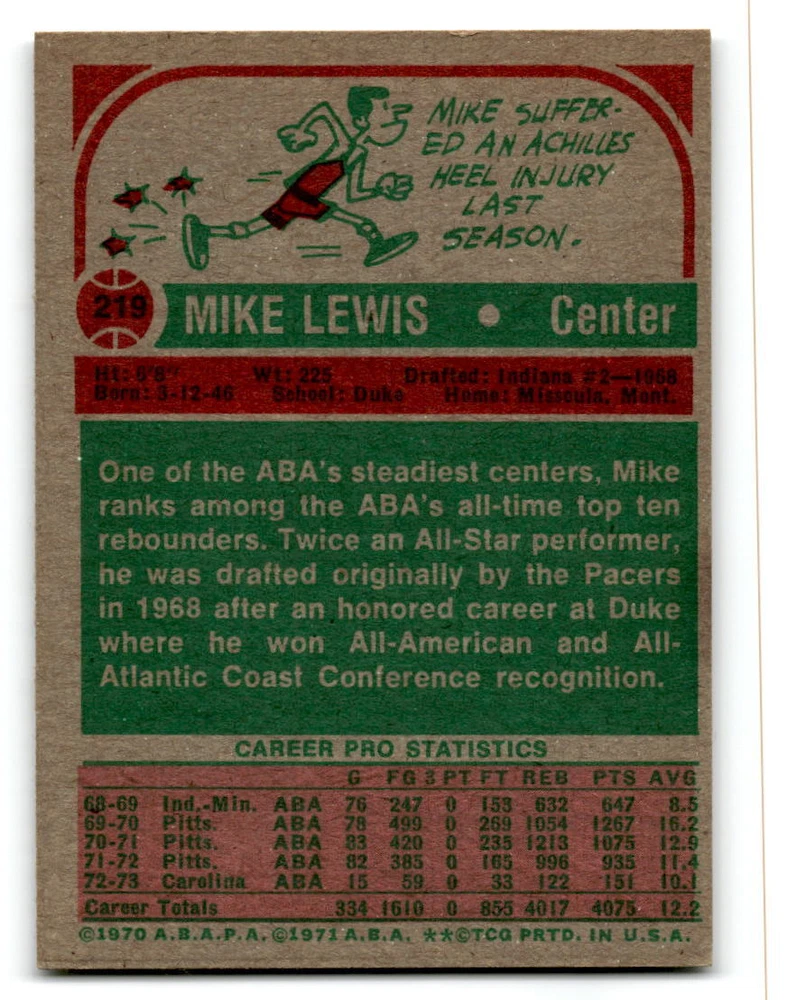 MIKE SUFFER-
ED AN ACHILLES
HEEL INJURY
LAST
SEASON.
219 MIKE LEWIS • Center
Ht: 6'8" Wt: 225 Drafted: Indiana #2—1968
Born: 3-12-46 School: Duke Home: Missoula, Mont.
One of the ABA's steadiest centers, Mike
ranks among the ABA's all-time top ten
rebounders. Twice an All-Star performer,
he was drafted originally by the Pacers
in 1968 after an honored career at Duke
where he won All-American and All-
Atlantic Coast Conference recognition.
CAREER PRO STATISTICS
G FG 3 PT FT REB PTS AVG
68-69 Ind.-Min. ABA 76 247 0 153 632 647 8.5
69-70 Pitts. ABA 78 499 0 269 1054 1267 16.2
70-71 Pitts. ABA 83 420 0 235 1213 1075 12.9
71-72 Pitts. ABA 82 385 0 165 996 935 11.4
72-73 Carolina ABA 15 59 0 33 122 151 10.1
Career Totals 334 1610 0 855 4017 4075 12.2
©1970 A.B.A.P.A. ©1971 A.B.A. **©TCG PRTD. IN U.S.A.